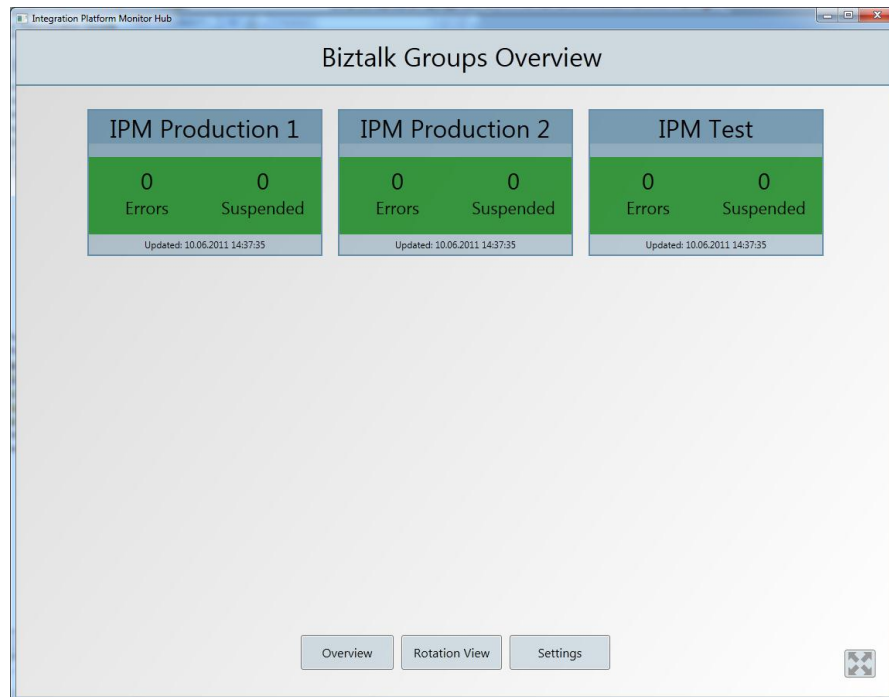 Integration Platform Monitor Hub
Biztalk Groups Overview
IPM Production 1
0 0
Errors Suspended
Updated: 10.06.2011 14:37:35
IPM Production 2
0 0
Errors Suspended
Updated: 10.06.2011 14:37:35
IPM Test
0 0
Errors Suspended
Updated: 10.06.2011 14:37:35
Overview
Rotation View
Settings